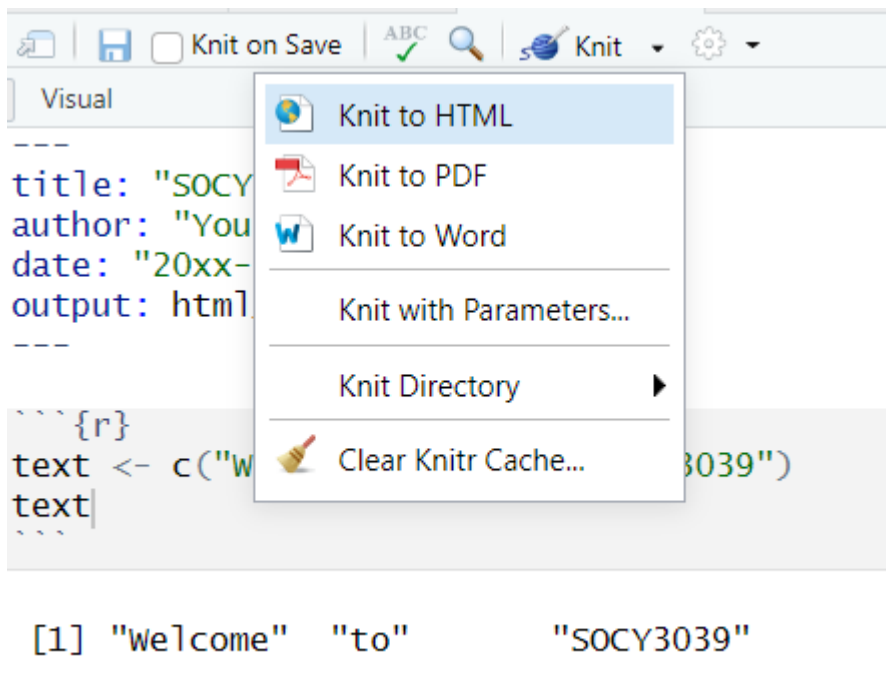 Knit on Save ABC Knit
Visual
Knit to HTML
---
title: "SOCY
Knit to PDF
author: "You
Knit to Word
date: "20xx-
output: html
Knit with Parameters...
---
Knit Directory
```{r}
Clear Knitr Cache...
text <- c("W 3039")
text
```
[1] "Welcome" "to" "SOCY3039"